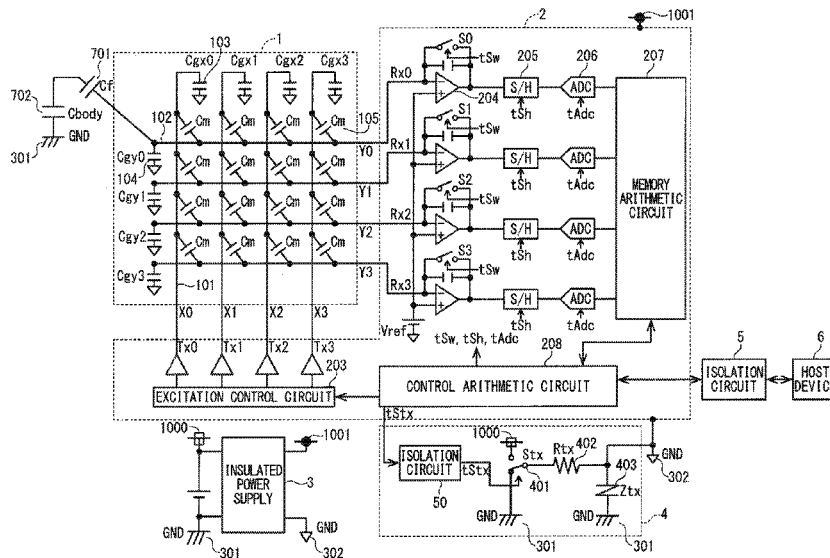 1
2
1001
Cgx0
103
Cgx1
Cgx2
Cgx3
701
Cf
702
Cbody
GND
301
102
Cm
Cm
Cm
Cm
105
Y0
Cgy0
104
Cm
Cm
Cm
Cm
Y1
Cgy1
Cm
Cm
Cm
Cm
Y2
Cgy2
Cm
Cm
Cm
Cm
Y3
Cgy3
101
X0
X1
X2
X3
Tx0
Tx1
Tx2
Tx3
203
EXCITATION CONTROL CIRCUIT
Rx0
S0
tSw
204
205
S/H
tSh
206
ADC
tAdc
207
Rx1
S1
tSw
S/H
tSh
ADC
tAdc
MEMORY
ARITHMETIC
CIRCUIT
Rx2
S2
tSw
S/H
tSh
ADC
tAdc
Rx3
S3
tSw
S/H
tSh
ADC
tAdc
Vref
tSw, tSh, tAdc
208
CONTROL ARITHMETIC CIRCUIT
5
ISOLATION
CIRCUIT
6
HOST
DEVICE
tStx
1000
1001
INSULATED
POWER
SUPPLY
3
GND
301
GND
302
ISOLATION
CIRCUIT
50
tStx
1000
Stx
401
Rtx
402
403
Ztx
GND
301
GND
301
GND
302
4